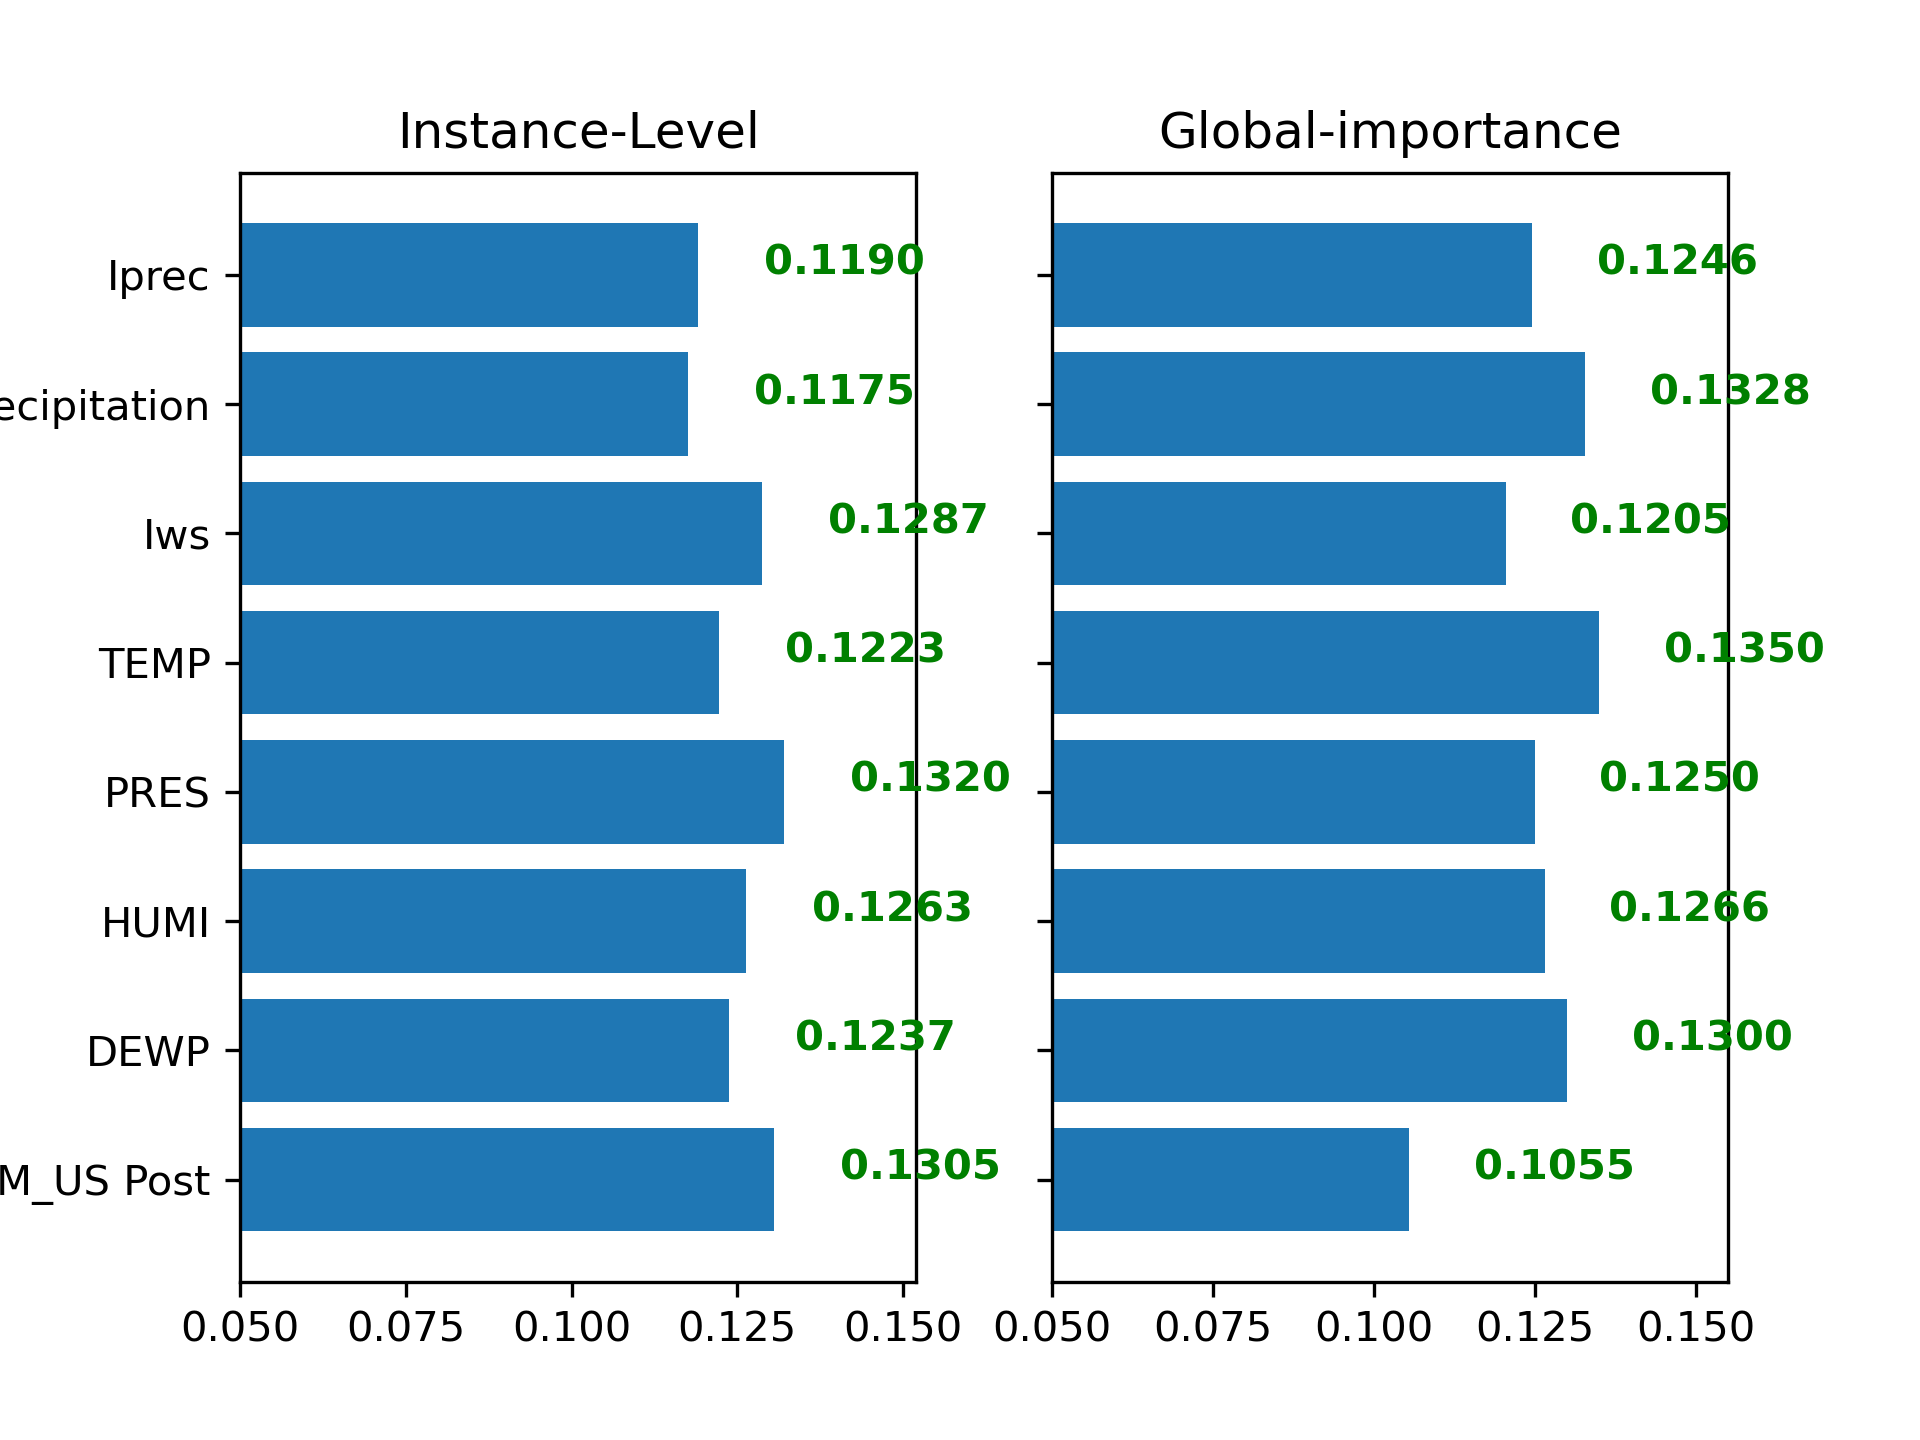 Instance-Level
Global-importance
Iprec
0.1190
0.1246
ecipitation
0.1175
0.1328
Iws
0.1287
0.1205
TEMP
0.1223
0.1350
PRES
0.1320
0.1250
HUMI
0.1263
0.1266
DEWP
0.1237
0.1300
M_US Post
0.1305
0.1055
0.050 0.075 0.100 0.125 0.150
0.050 0.075 0.100 0.125 0.150